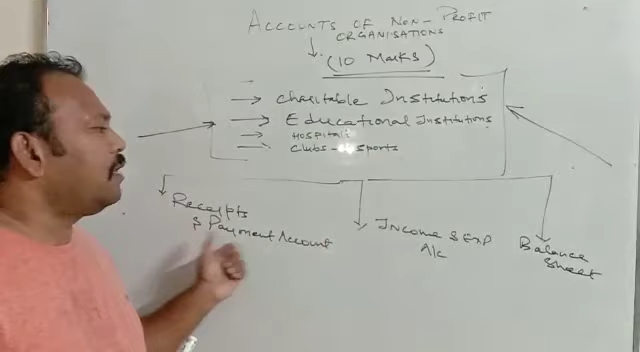 ACCOUNTS OF NON-PROFIT
ORGANISATIONS
(10 Marks)
Charitable Institutions
Educational Institutions
HOSPITALS
CLUBS - SPORTS
Receipts
& Payment Account
Income & Exp
A/c
Balance
Sheet